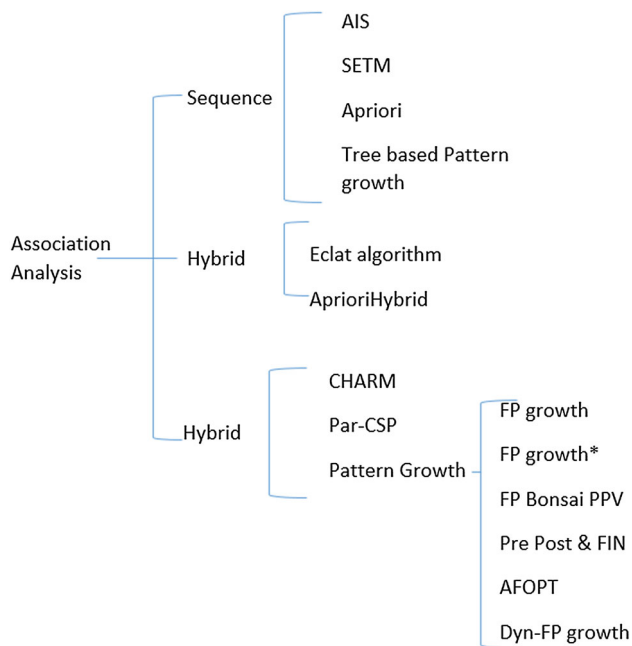 Association
Analysis
Sequence
AIS
SETM
Apriori
Tree based Pattern
growth
Hybrid
Eclat algorithm
AprioriHybrid
Hybrid
CHARM
Par-CSP
Pattern Growth
FP growth
FP growth*
FP Bonsai PPV
Pre Post & FIN
AFOPT
Dyn-FP growth